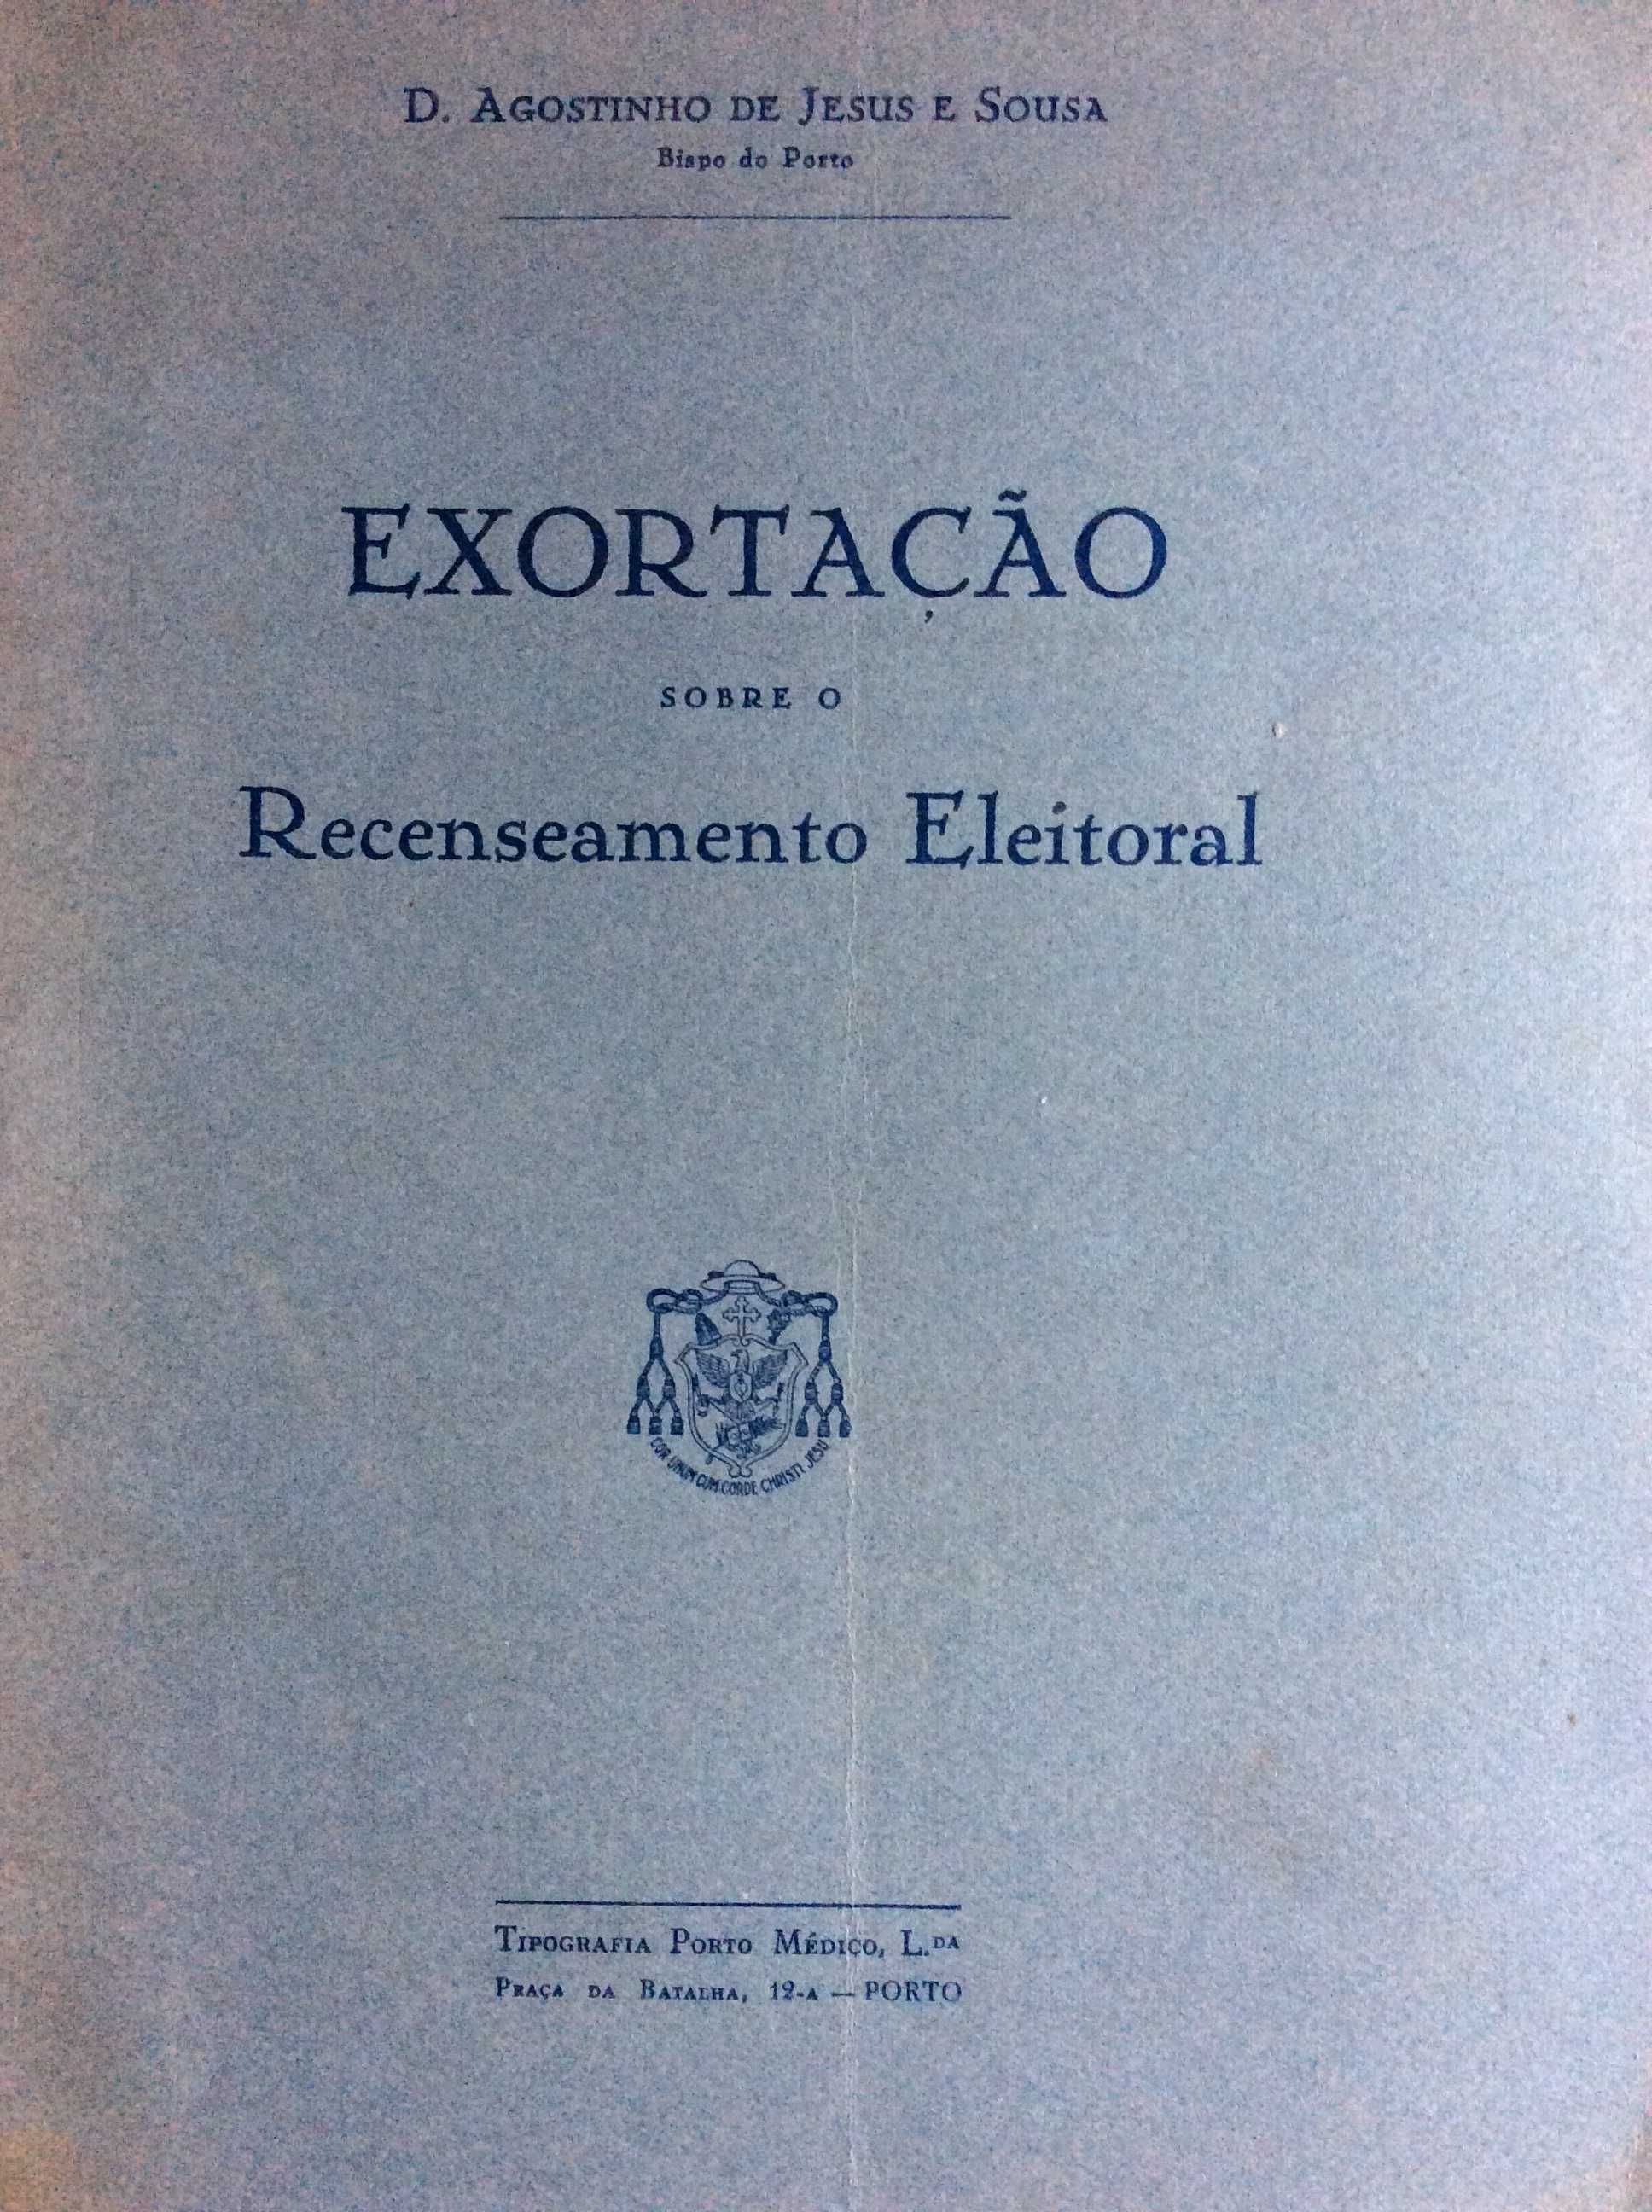 D. AGOSTINHO DE JESUS E SOUSA
Bispo do Porto
EXORTAÇÃO
SOBRE O
Recenseamento Eleitoral
COR UNUM CUM CORDE CHRISTI JESU
TIPOGRAFIA PORTO MÉDICO, L.DA
PRAÇA DA BATALHA, 12-A — PORTO